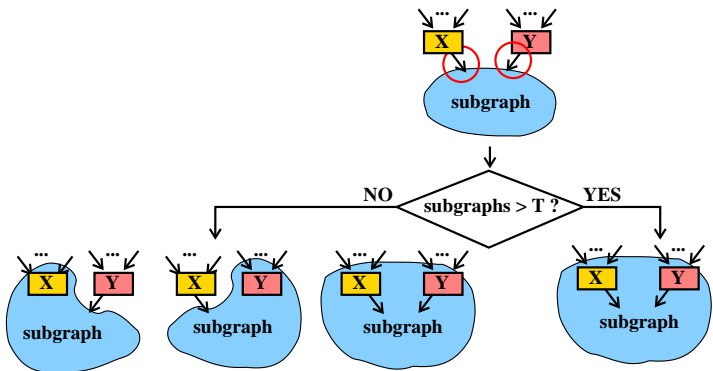 ... ...
X Y
subgraph
NO subgraphs > T ? YES
... ... ... ... ... ... ... ...
X Y X Y X Y X Y
subgraph subgraph subgraph subgraph